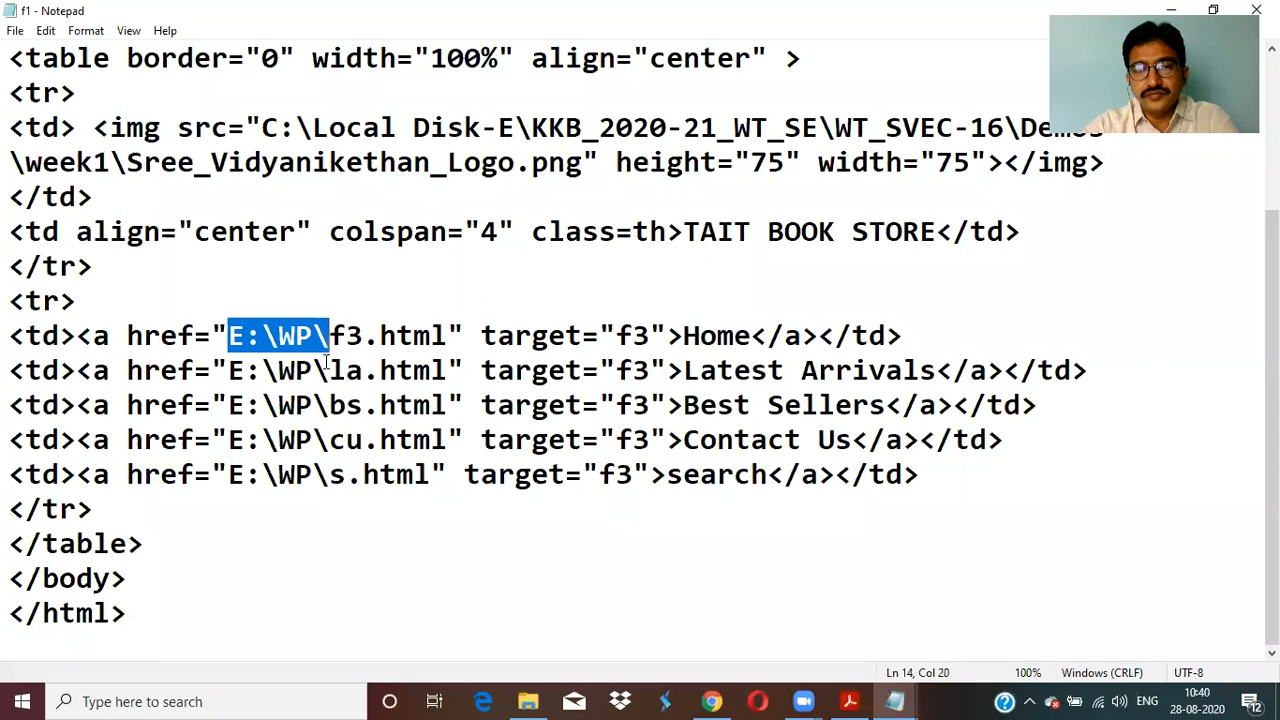 f1 - Notepad
File Edit Format View Help
<table border="0" width="100%" align="center" >
<tr>
<td> <img src="C:\Local Disk-E\KKB_2020-21_WT_SE\WT_SVEC-16\Demos
\week1\Sree_Vidyanikethan_Logo.png" height="75" width="75"></img>
</td>
<td align="center" colspan="4" class=th>TAIT BOOK STORE</td>
</tr>
<tr>
<td><a href="E:\WP\f3.html" target="f3">Home</a></td>
<td><a href="E:\WP\la.html" target="f3">Latest Arrivals</a></td>
<td><a href="E:\WP\bs.html" target="f3">Best Sellers</a></td>
<td><a href="E:\WP\cu.html" target="f3">Contact Us</a></td>
<td><a href="E:\WP\s.html" target="f3">search</a></td>
</tr>
</table>
</body>
</html>
Ln 14, Col 20 100% Windows (CRLF) UTF-8
Type here to search ENG 10:40
28-08-2020 12